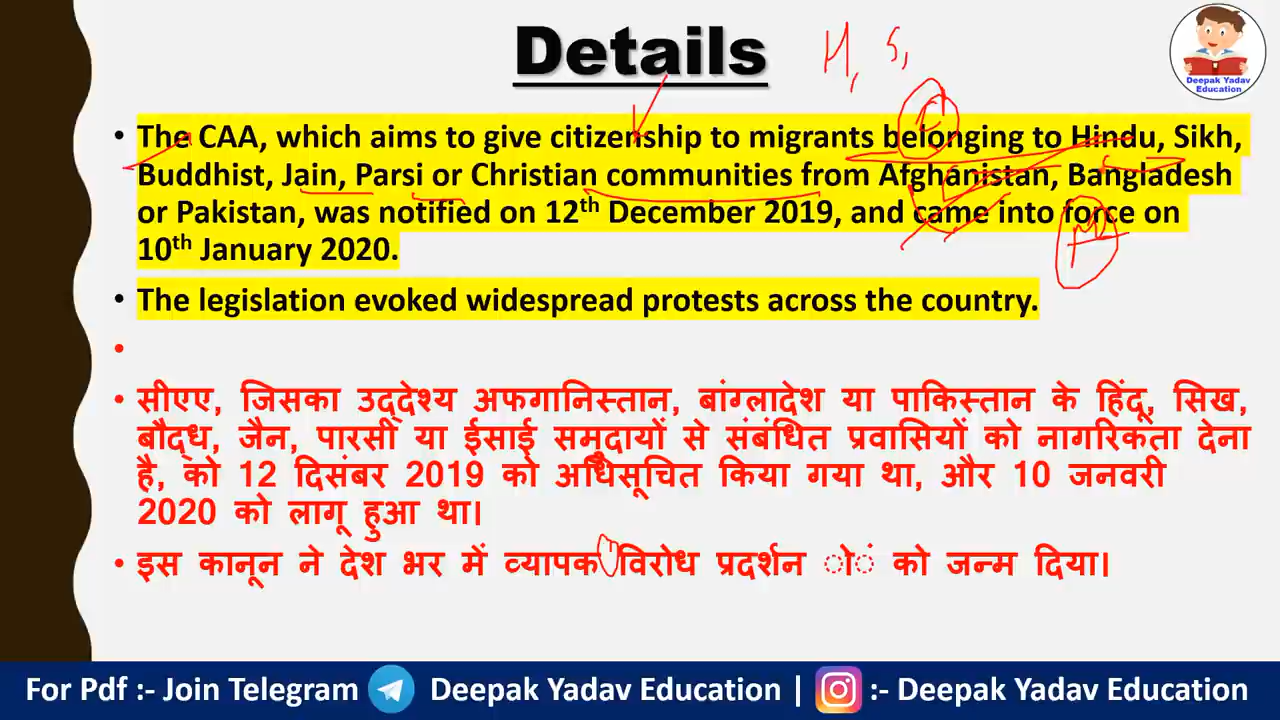 Details
H, S,
Deepak Yadav
Education
• The CAA, which aims to give citizenship to migrants belonging to Hindu, Sikh,
Buddhist, Jain, Parsi or Christian communities from Afghanistan, Bangladesh
or Pakistan, was notified on 12th December 2019, and came into force on
10th January 2020.
• The legislation evoked widespread protests across the country.
•
• सीएए, जिसका उद्देश्य अफगानिस्तान, बांग्लादेश या पाकिस्तान के हिंदू, सिख,
बौद्ध, जैन, पारसी या ईसाई समुदायों से संबंधित प्रवासियों को नागरिकता देना
है, को 12 दिसंबर 2019 को अधिसूचित किया गया था, और 10 जनवरी
2020 को लागू हुआ था।
• इस कानून ने देश भर में व्यापक विरोध प्रदर्शन ों को जन्म दिया।
For Pdf :- Join Telegram Deepak Yadav Education | :- Deepak Yadav Education